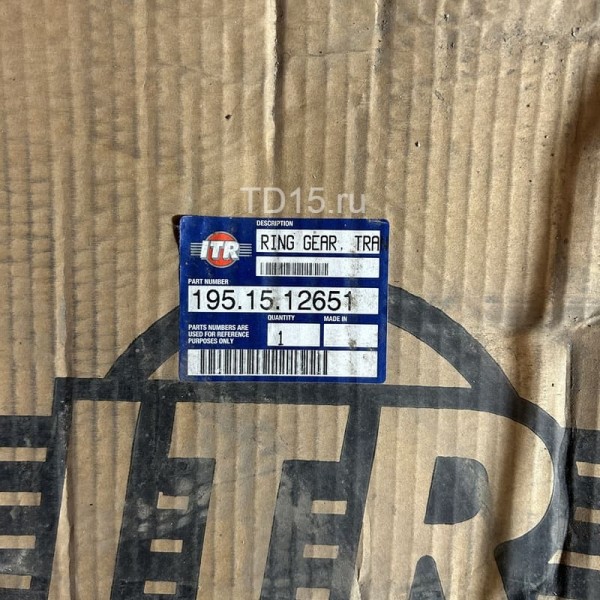 TD15.ru
DESCRIPTION
ITR
RING GEAR, TRAN
PART NUMBER
195.15.12651
QUANTITY
MADE IN
PARTS NUMBERS ARE
USED FOR REFERENCE
PURPOSES ONLY
1
ITR